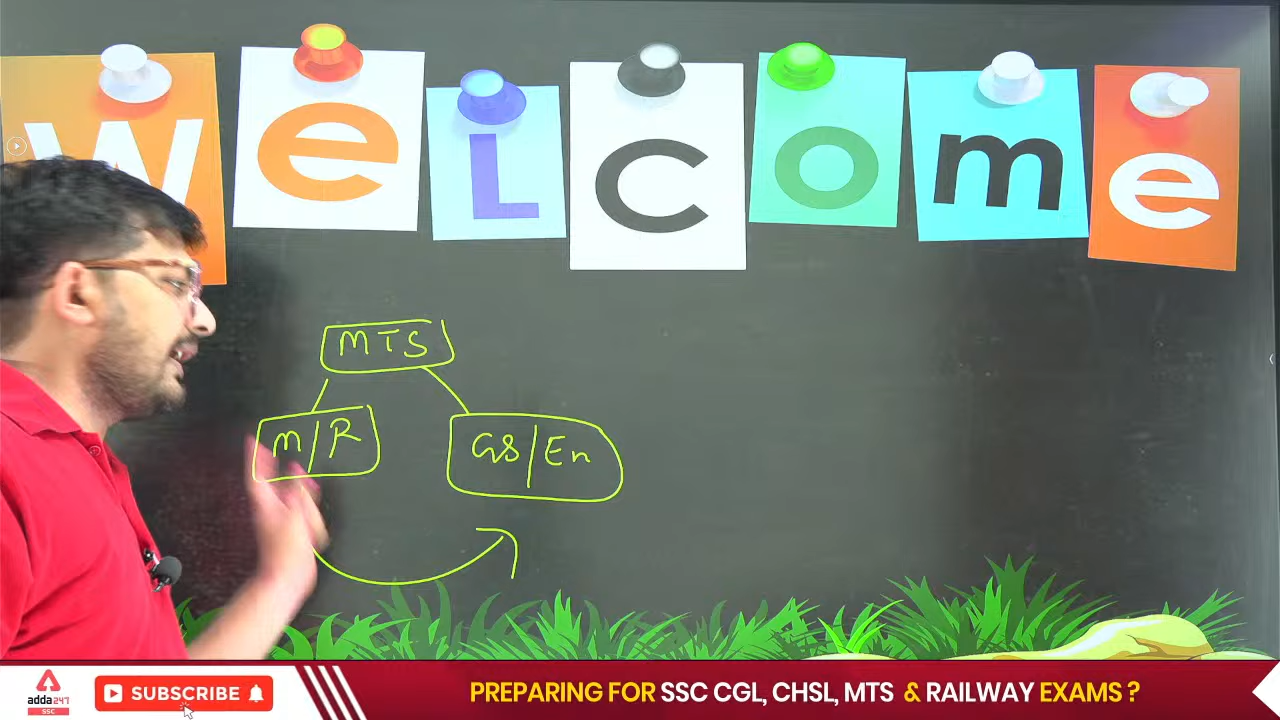 weLcome
MTS
M/R
GS/En
adda247
SSC
SUBSCRIBE
PREPARING FOR SSC CGL, CHSL, MTS & RAILWAY EXAMS ?